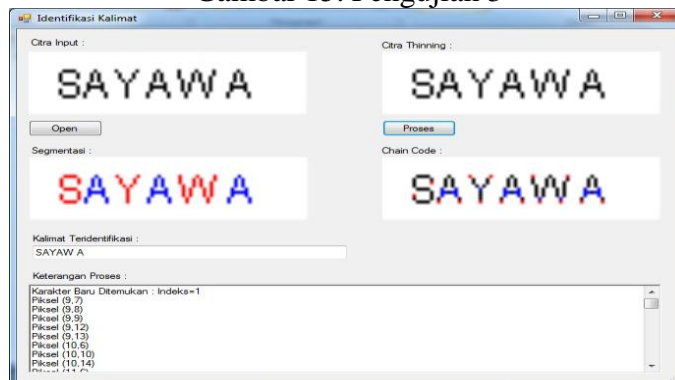 Identifikasi Kalimat
Citra Input :
Citra Thinning :
SAYAWA
SAYAWA
Open
Proses
Segmentasi :
Chain Code :
SAYAWA
SAYAWA
Kalimat Teridentifikasi :
SAYAW A
Keterangan Proses :
Karakter Baru Ditemukan : Indeks=1
Piksel (9,7)
Piksel (9,8)
Piksel (9,9)
Piksel (9,12)
Piksel (9,13)
Piksel (10,6)
Piksel (10,10)
Piksel (10,14)